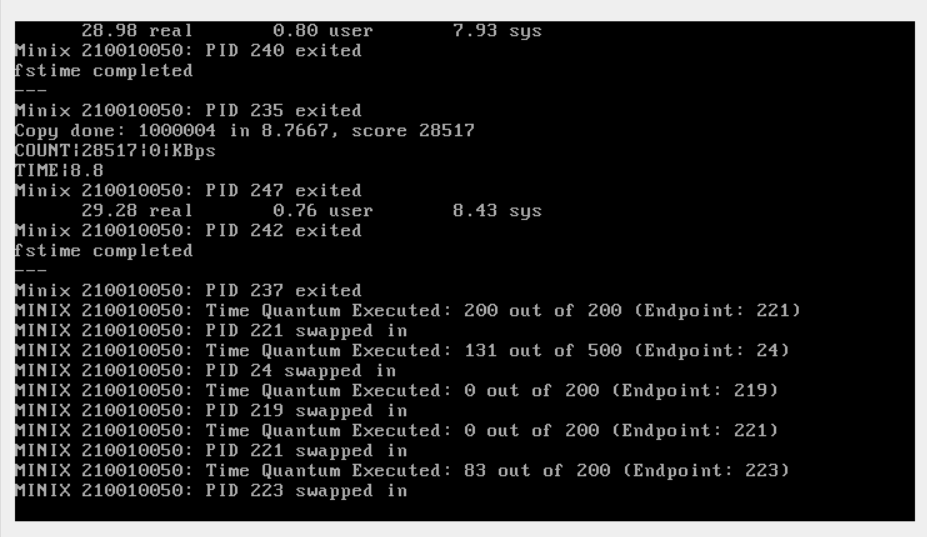 28.98 real 0.80 user 7.93 sys
Minix 210010050: PID 240 exited
fstime completed
---
Minix 210010050: PID 235 exited
Copy done: 1000004 in 8.7667, score 28517
COUNT|28517|0|KBps
TIME|8.8
Minix 210010050: PID 247 exited
29.28 real 0.76 user 8.43 sys
Minix 210010050: PID 242 exited
fstime completed
---
Minix 210010050: PID 237 exited
MINIX 210010050: Time Quantum Executed: 200 out of 200 (Endpoint: 221)
MINIX 210010050: PID 221 swapped in
MINIX 210010050: Time Quantum Executed: 131 out of 500 (Endpoint: 24)
MINIX 210010050: PID 24 swapped in
MINIX 210010050: Time Quantum Executed: 0 out of 200 (Endpoint: 219)
MINIX 210010050: PID 219 swapped in
MINIX 210010050: Time Quantum Executed: 0 out of 200 (Endpoint: 221)
MINIX 210010050: PID 221 swapped in
MINIX 210010050: Time Quantum Executed: 83 out of 200 (Endpoint: 223)
MINIX 210010050: PID 223 swapped in